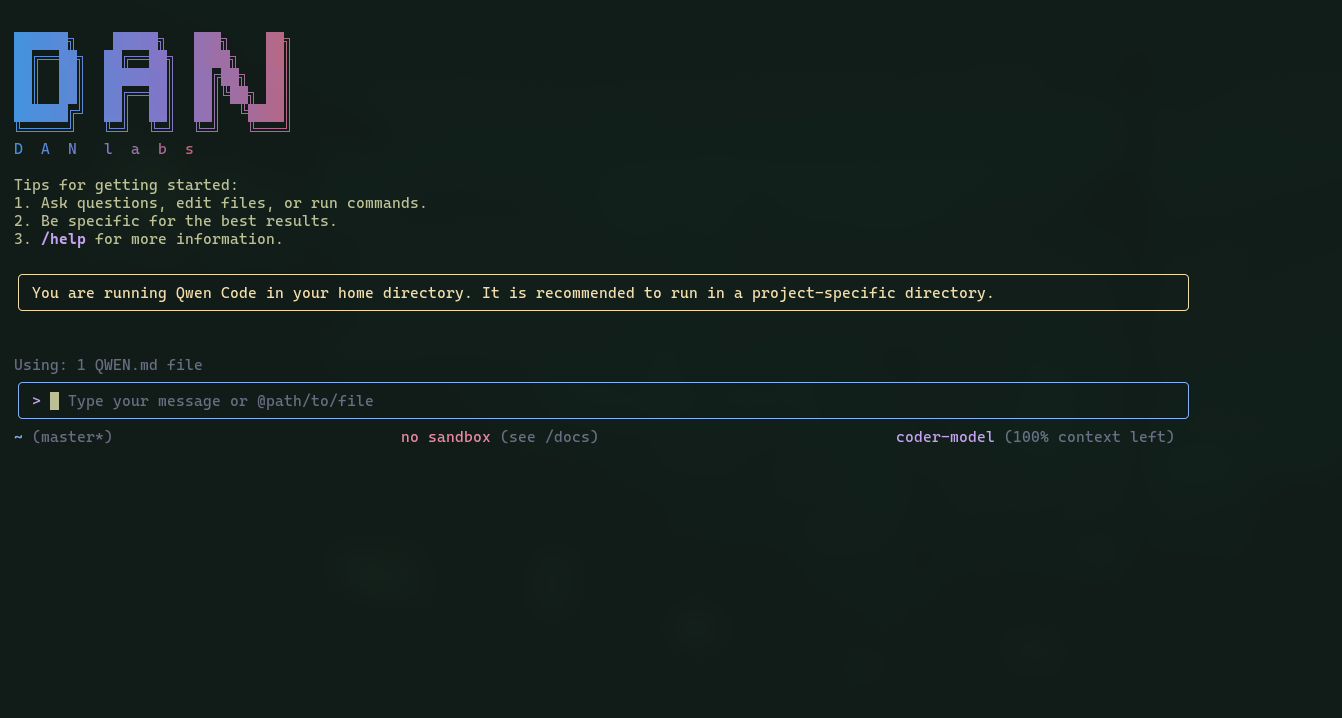 DAN
DAN labs
Tips for getting started:
1. Ask questions, edit files, or run commands.
2. Be specific for the best results.
3. /help for more information.
You are running Qwen Code in your home directory. It is recommended to run in a project-specific directory.
Using: 1 QWEN.md file
> Type your message or @path/to/file
~ (master*) no sandbox (see /docs) coder-model (100% context left)